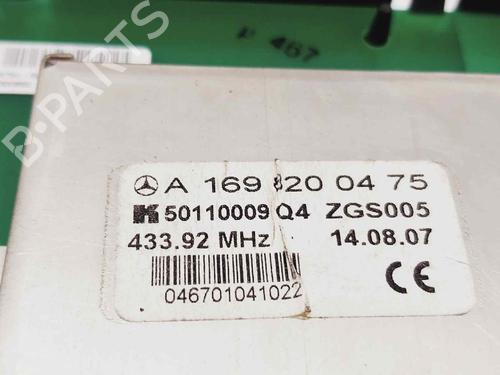 P 467
B-PARTS
A 169 820 04 75
K 50110009 Q4 ZGS005
433.92 MHz 14.08.07
046701041022
CE